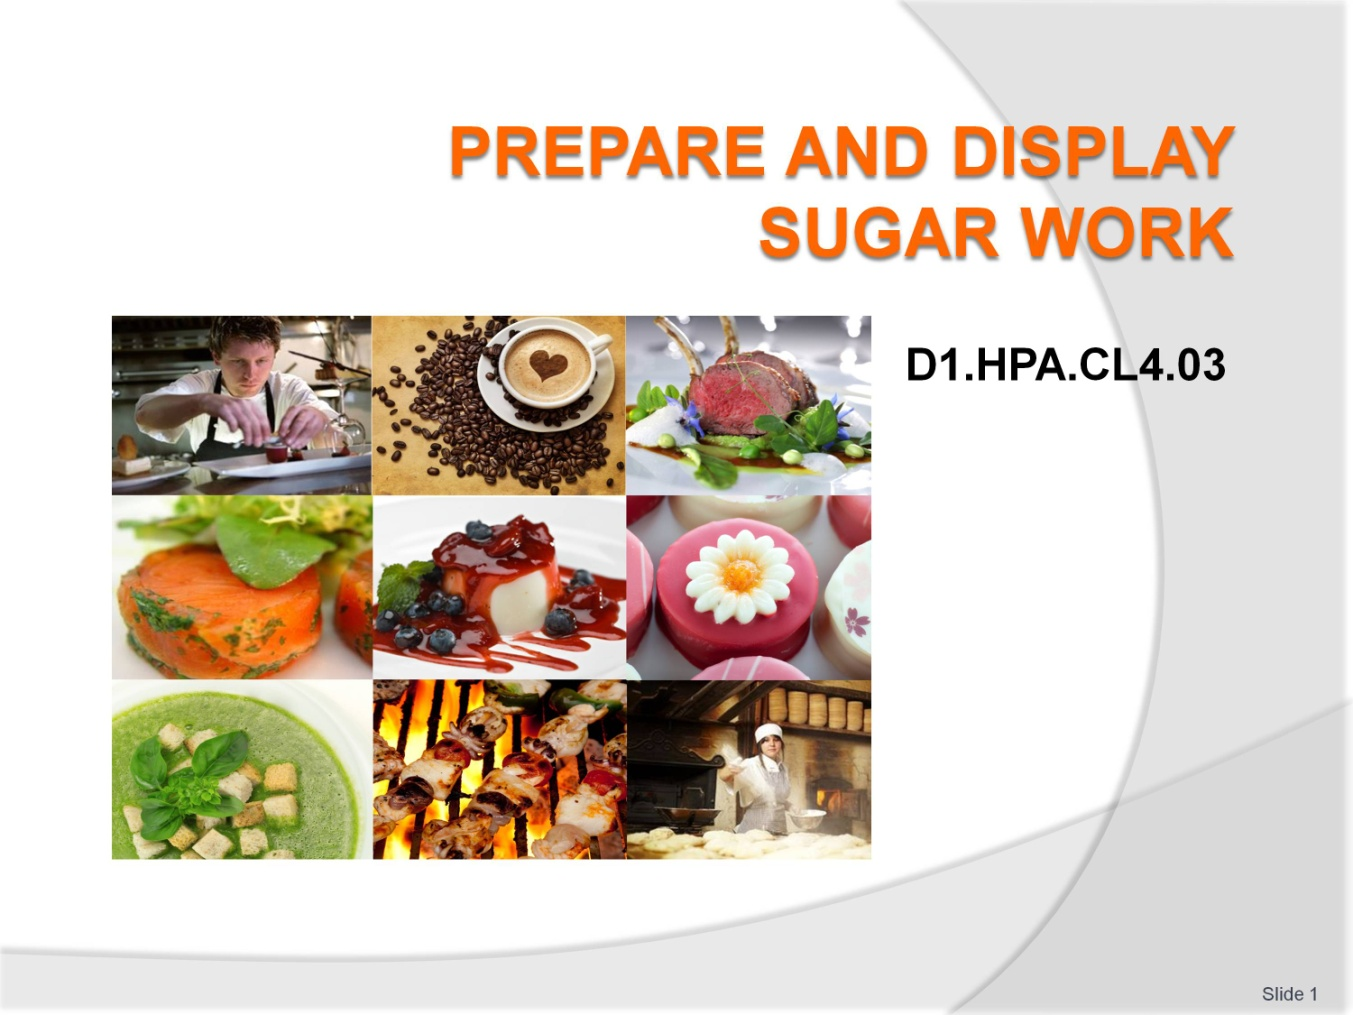 PREPARE AND DISPLAY
SUGAR WORK
D1.HPA.CL4.03
Slide 1